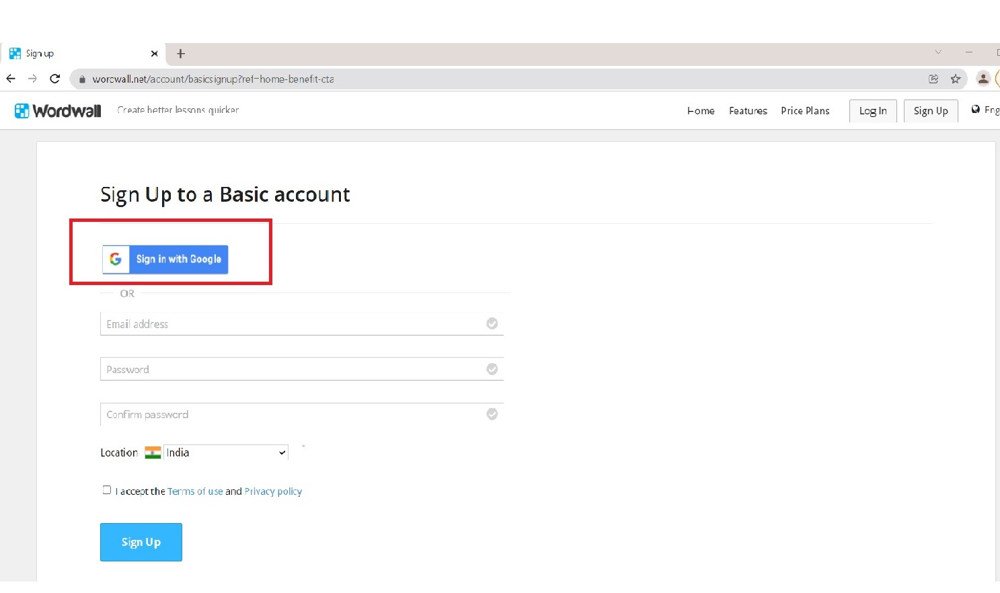 Sign up
worcwall.net/account/basicsignup?ref=home-benefit-cta
Wordwall Create better lessons quicker Home Features Price Plans Log In Sign Up Eng
Sign Up to a Basic account
Sign in with Google
OR
Email address
Password
Confirm password
Location India *
I accept the Terms of use and Privacy policy
Sign Up